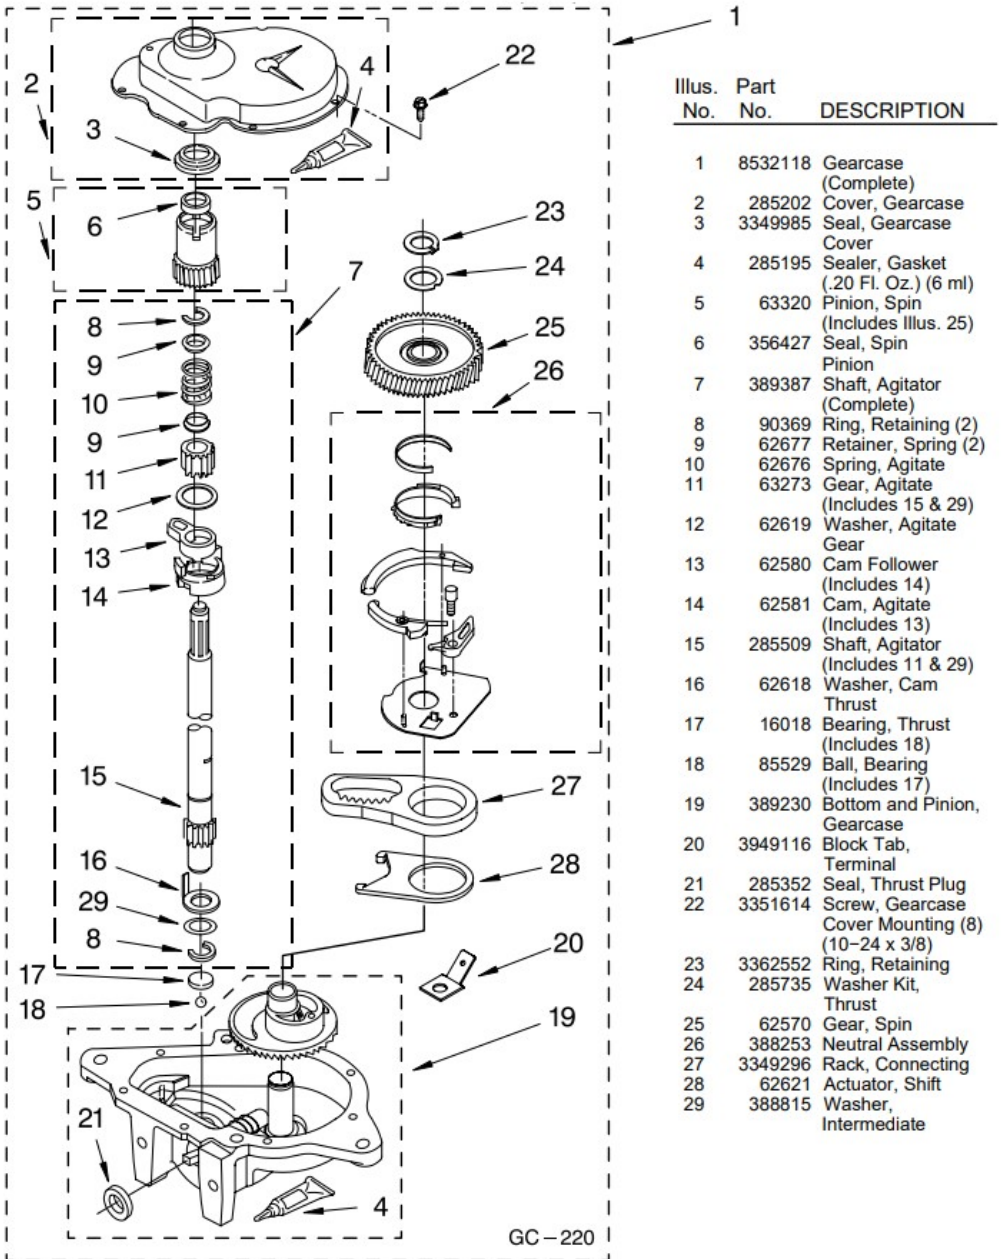 1
22
4
2
3
5
6
23
7
24
8
25
9
26
10
9
11
12
13
14
15
27
16
28
29
8
20
17
18
19
21
4
GC-220
Illus. Part
No. No. DESCRIPTION
1 8532118 Gearcase
(Complete)
2 285202 Cover, Gearcase
3 3349985 Seal, Gearcase
Cover
4 285195 Sealer, Gasket
(.20 Fl. Oz.) (6 ml)
5 63320 Pinion, Spin
(Includes Illus. 25)
6 356427 Seal, Spin
Pinion
7 389387 Shaft, Agitator
(Complete)
8 90369 Ring, Retaining (2)
9 62677 Retainer, Spring (2)
10 62676 Spring, Agitate
11 63273 Gear, Agitate
(Includes 15 & 29)
12 62619 Washer, Agitate
Gear
13 62580 Cam Follower
(Includes 14)
14 62581 Cam, Agitate
(Includes 13)
15 285509 Shaft, Agitator
(Includes 11 & 29)
16 62618 Washer, Cam
Thrust
17 16018 Bearing, Thrust
(Includes 18)
18 85529 Ball, Bearing
(Includes 17)
19 389230 Bottom and Pinion,
Gearcase
20 3949116 Block Tab,
Terminal
21 285352 Seal, Thrust Plug
22 3351614 Screw, Gearcase
Cover Mounting (8)
(10-24 x 3/8)
23 3362552 Ring, Retaining
24 285735 Washer Kit,
Thrust
25 62570 Gear, Spin
26 388253 Neutral Assembly
27 3349296 Rack, Connecting
28 62621 Actuator, Shift
29 388815 Washer,
Intermediate